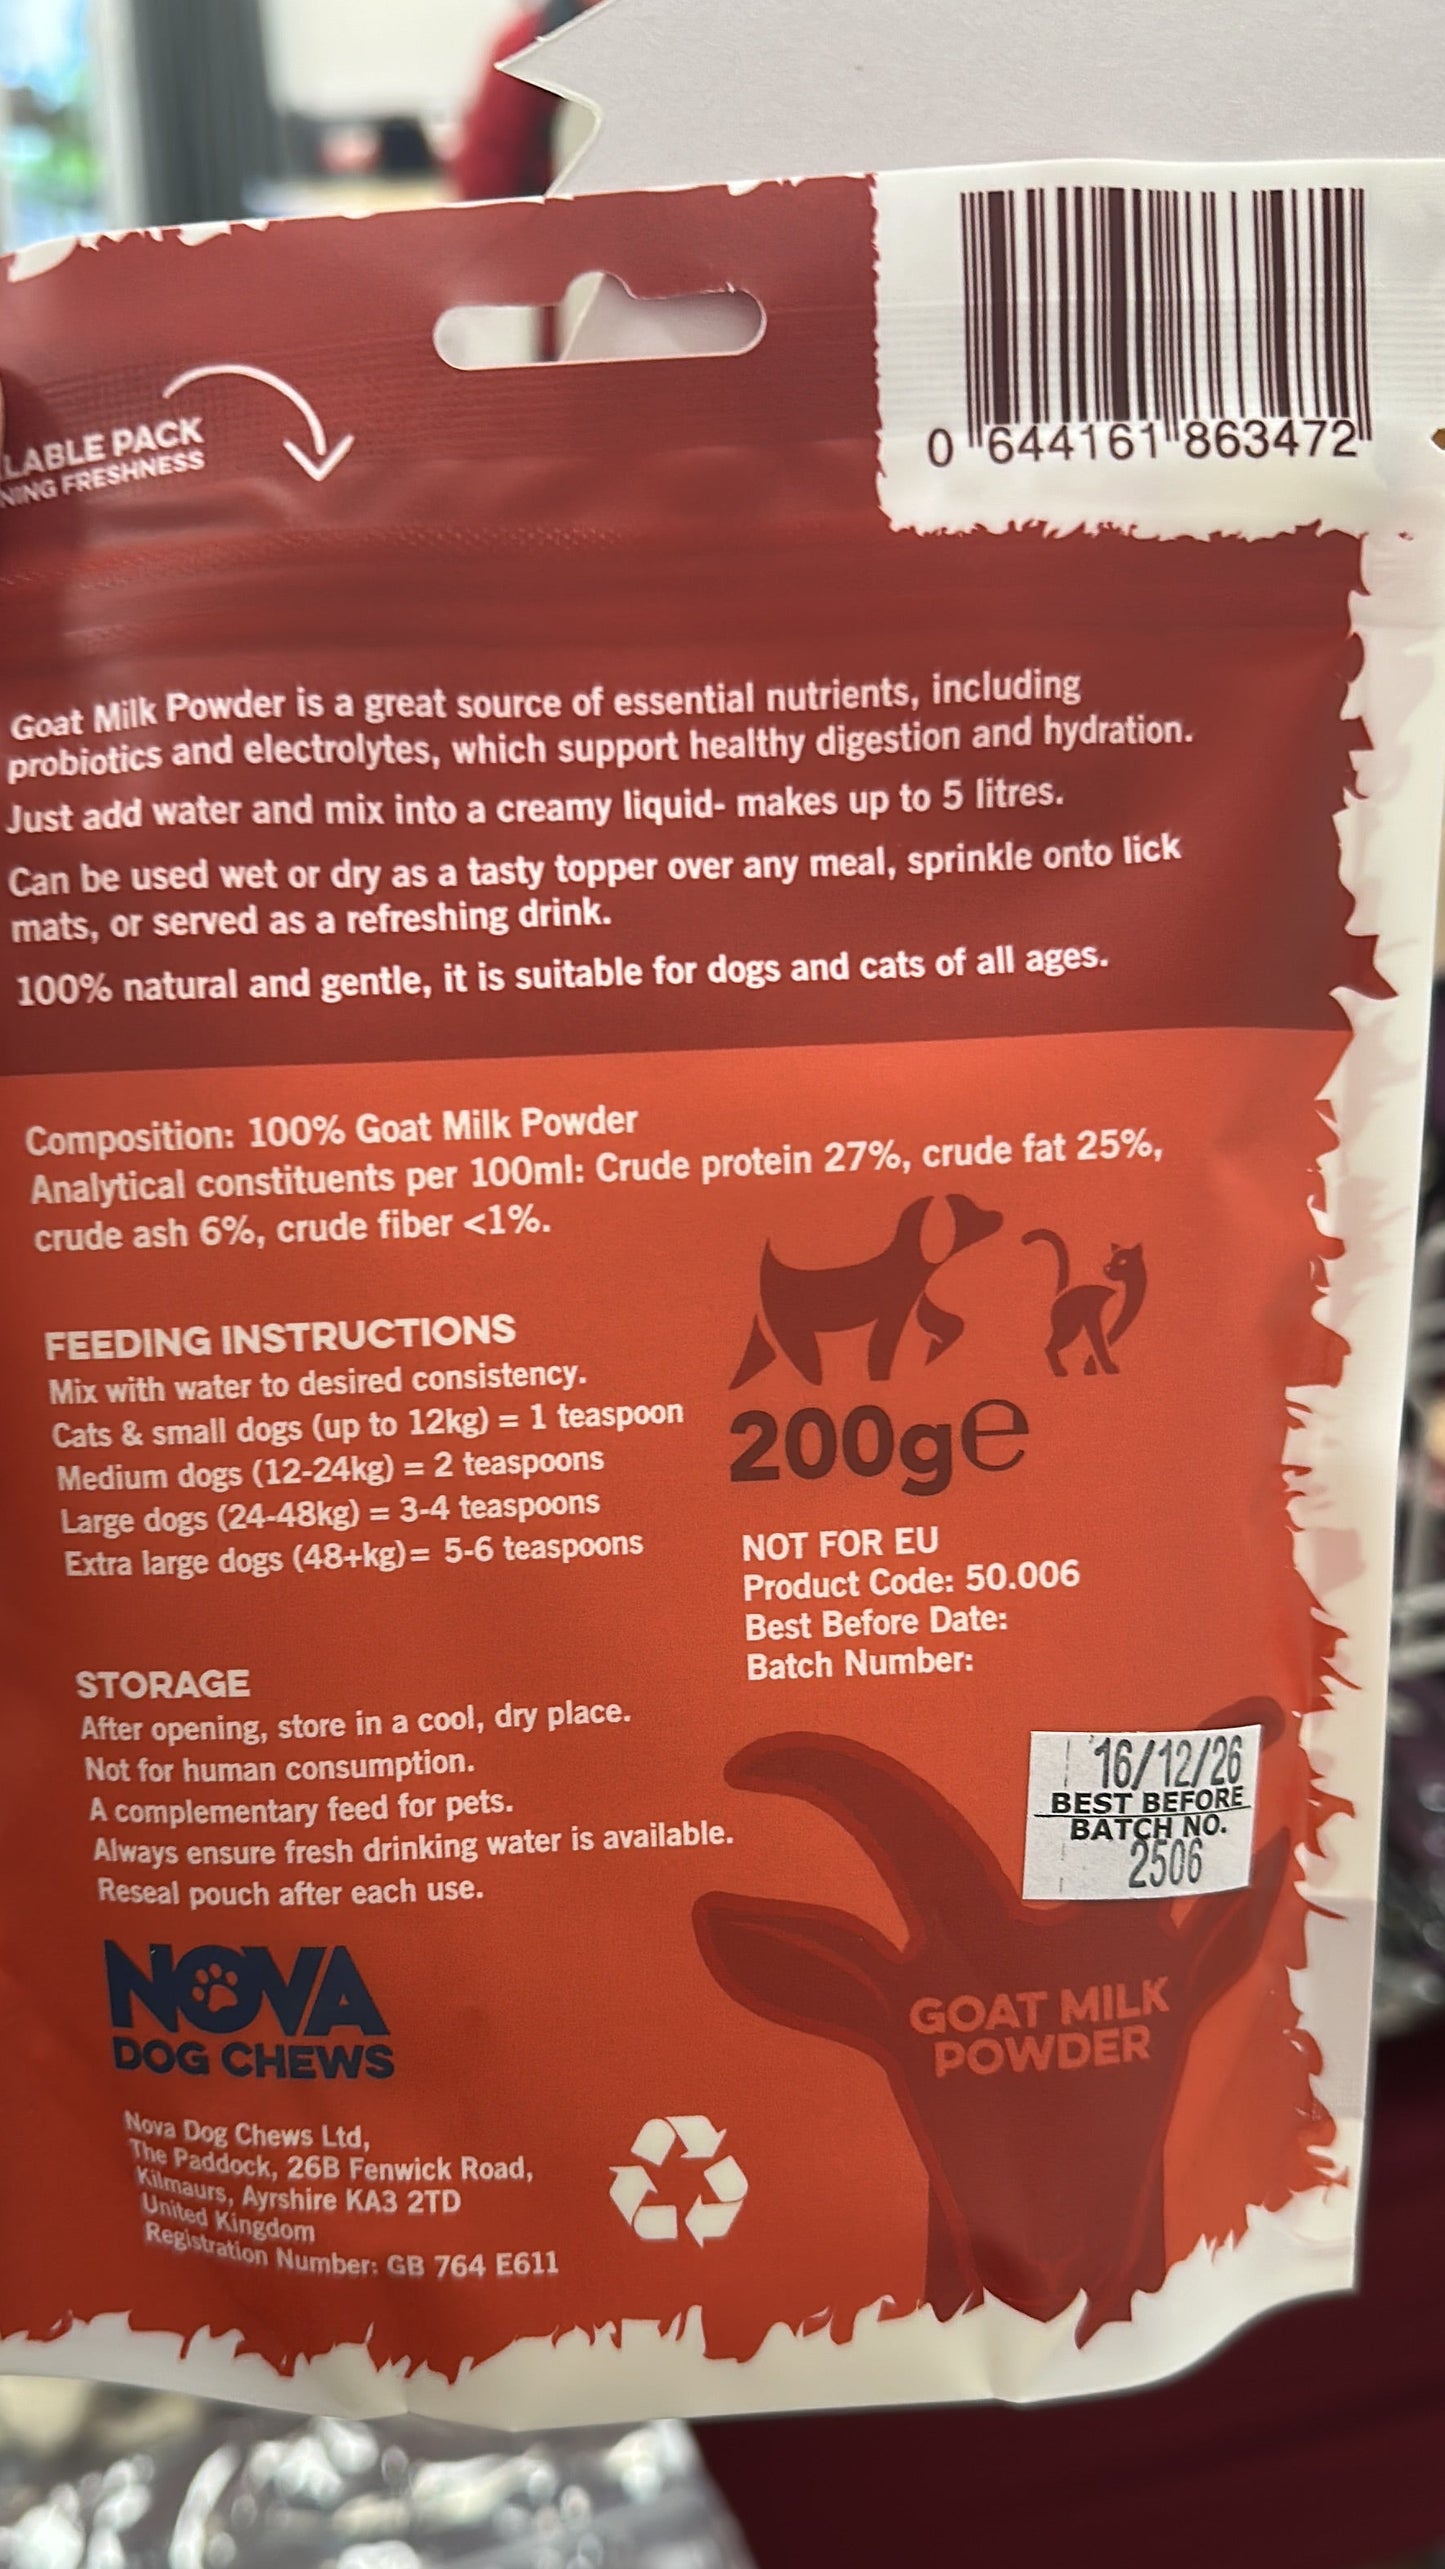 LABLE PACK
NING FRESHNESS
0 644161 863472
Goat Milk Powder is a great source of essential nutrients, including
probiotics and electrolytes, which support healthy digestion and hydration.
Just add water and mix into a creamy liquid- makes up to 5 litres.
Can be used wet or dry as a tasty topper over any meal, sprinkle onto lick
mats, or served as a refreshing drink.
100% natural and gentle, it is suitable for dogs and cats of all ages.
Composition: 100% Goat Milk Powder
Analytical constituents per 100ml: Crude protein 27%, crude fat 25%,
crude ash 6%, crude fiber <1%.
FEEDING INSTRUCTIONS
Mix with water to desired consistency.
Cats & small dogs (up to 12kg) = 1 teaspoon
Medium dogs (12-24kg) = 2 teaspoons
Large dogs (24-48kg) = 3-4 teaspoons
Extra large dogs (48+kg)= 5-6 teaspoons
200g℮
NOT FOR EU
Product Code: 50.006
Best Before Date:
Batch Number:
STORAGE
After opening, store in a cool, dry place.
Not for human consumption.
A complementary feed for pets.
Always ensure fresh drinking water is available.
Reseal pouch after each use.
16/12/26
BEST BEFORE
BATCH NO.
2506
NOVA
DOG CHEWS
GOAT MILK
POWDER
Nova Dog Chews Ltd,
The Paddock, 26B Fenwick Road,
Kilmaurs, Ayrshire KA3 2TD
United Kingdom
Registration Number: GB 764 E611